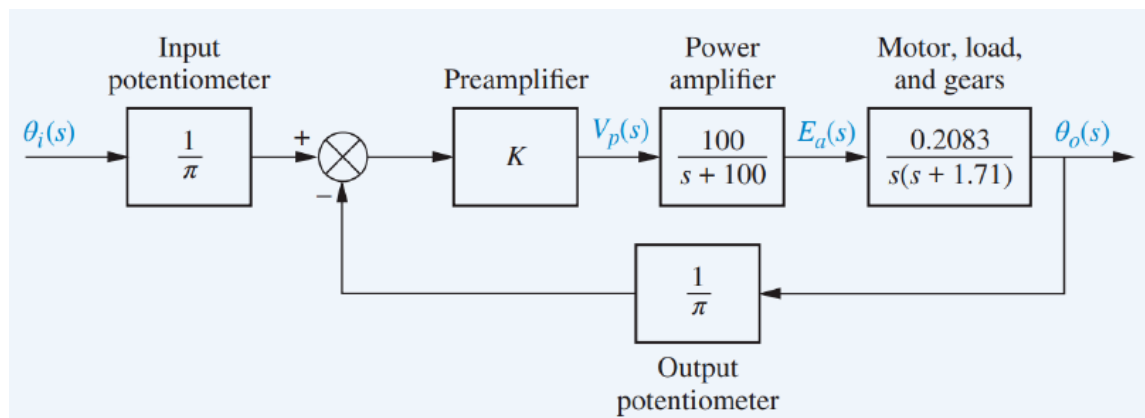 Input
potentiometer
Preamplifier
Power
amplifier
Motor, load,
and gears
θᵢ(s)
1
π
+
−
K
Vₚ(s)
100
s + 100
Eₐ(s)
0.2083
s(s + 1.71)
θₒ(s)
1
π
Output
potentiometer